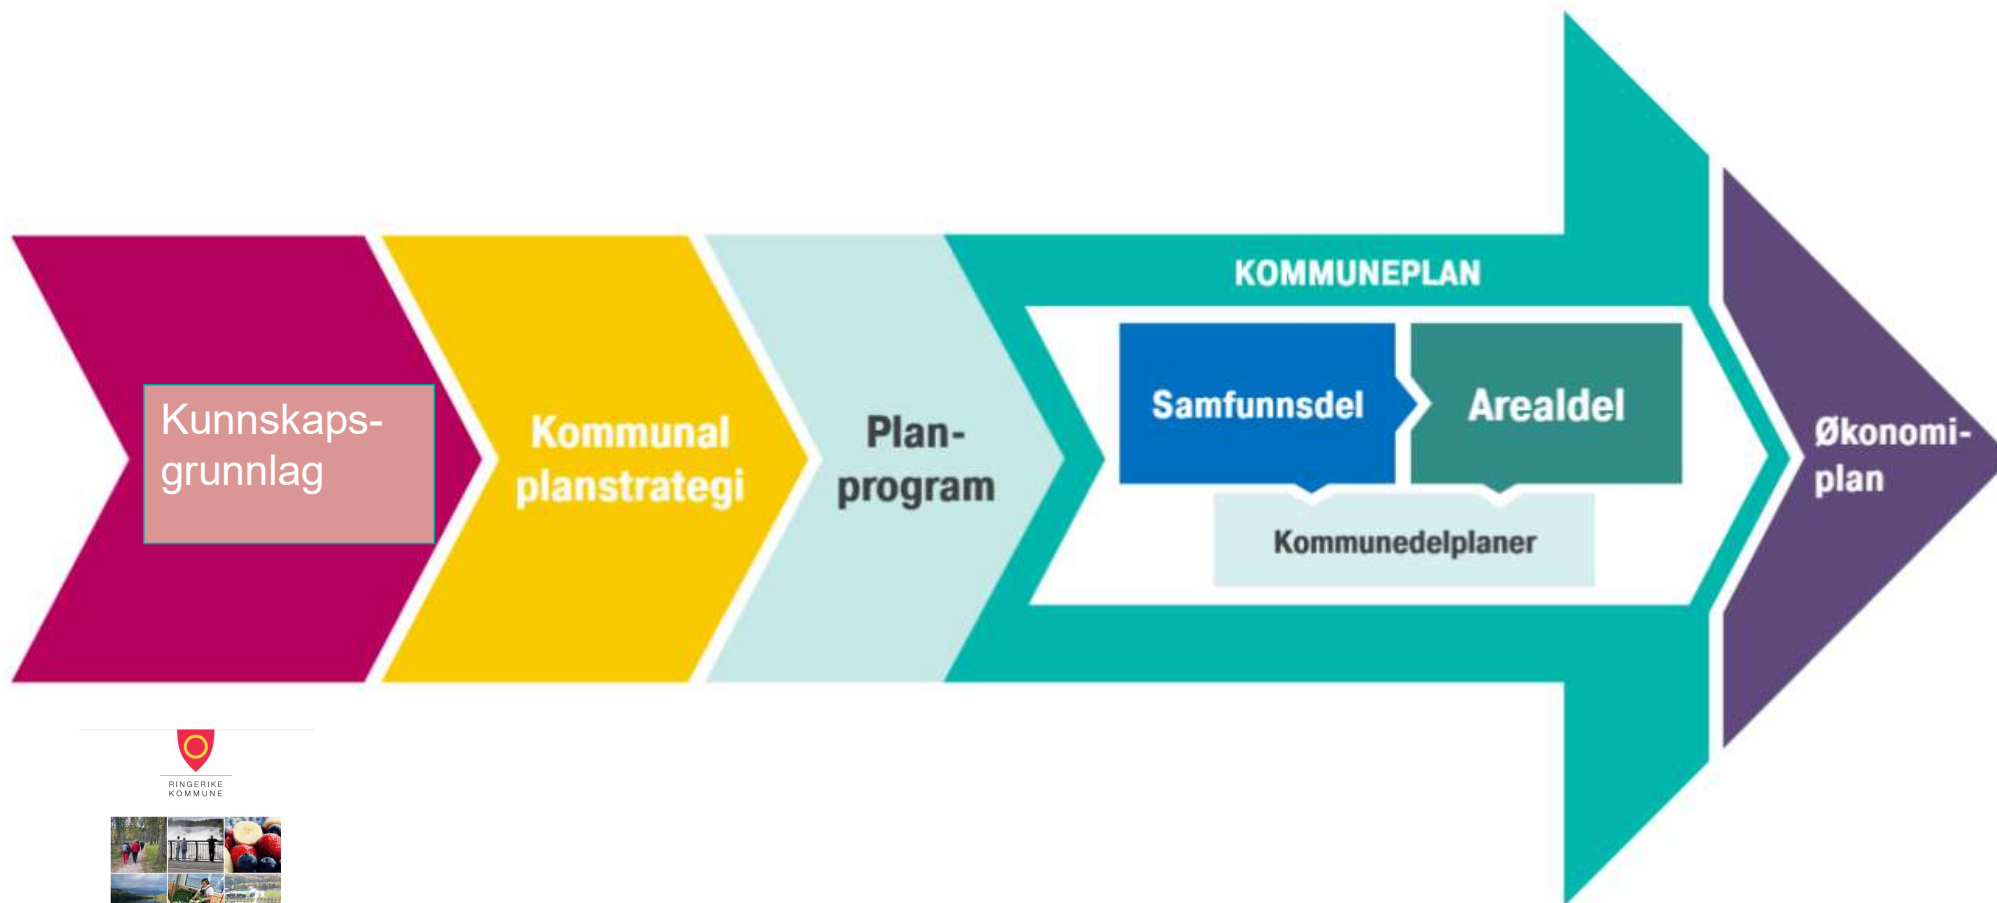 KOMMUNEPLAN
Kunnskaps-
grunnlag
Kommunal
planstrategi
Plan-
program
Samfunnsdel
Arealdel
Kommunedelplaner
Økonomi-
plan
RINGERIKE
KOMMUNE